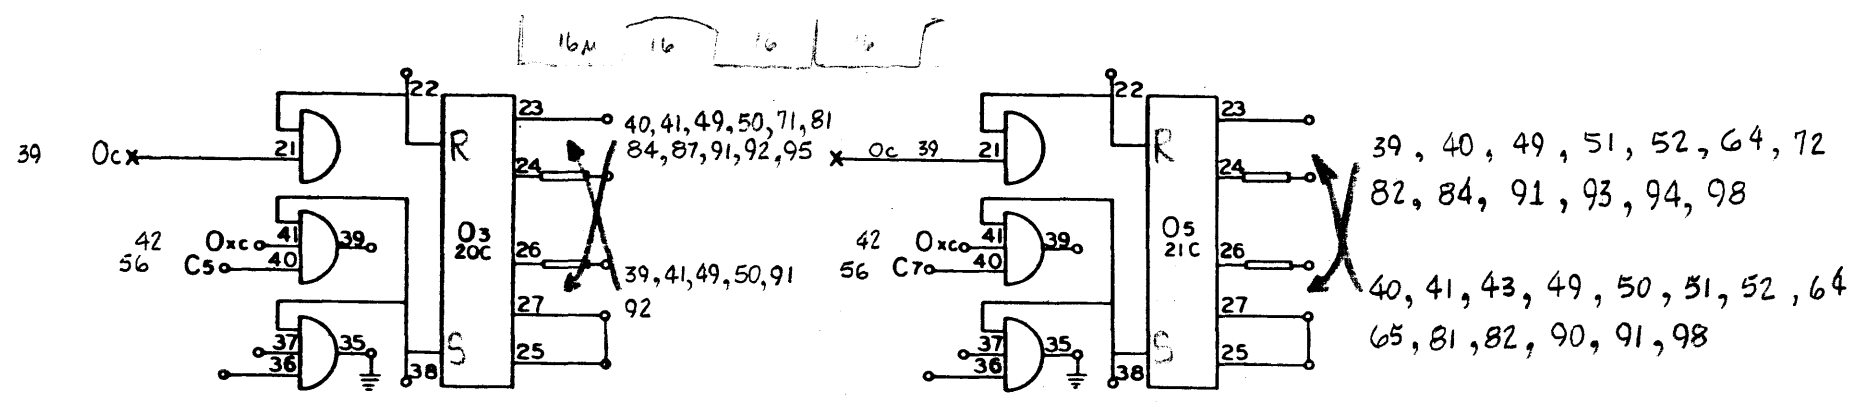 16μ 16 16 16
22
23
40, 41, 49, 50, 71, 81
84, 87, 91, 92, 95
39 Oc x
21
R
24
41
39
42
Oxc
56
C5
40
O3
20C
26
39, 41, 49, 50, 91
92
27
37
35
36
S
25
38
22
23
39, 40, 49, 51, 52, 64, 72
82, 84, 91, 93, 94, 98
x Oc 39
21
R
24
41
39
42
Oxc
56
C7
40
O5
21C
26
40, 41, 43, 49, 50, 51, 52, 64
65, 81, 82, 90, 91, 98
27
37
35
36
S
25
38